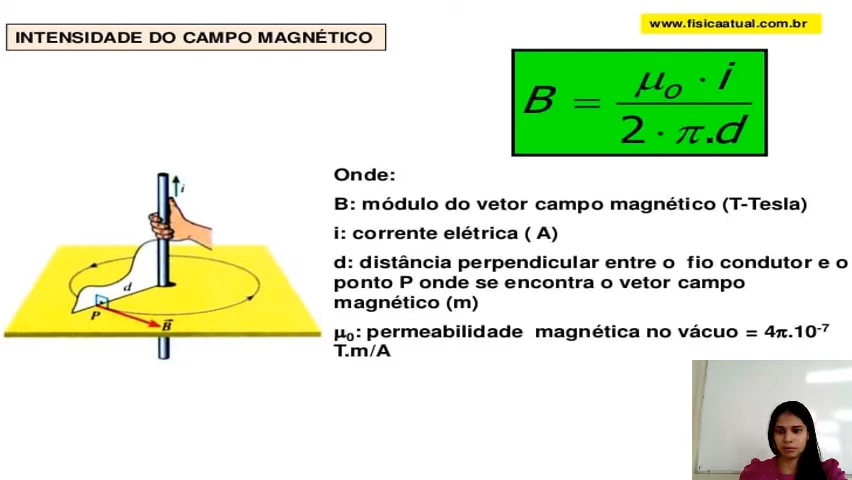 www.fisicaatual.com.br
INTENSIDADE DO CAMPO MAGNÉTICO
B = μo · i / 2 · π.d
Onde:
B: módulo do vetor campo magnético (T-Tesla)
i: corrente elétrica ( A)
d: distância perpendicular entre o fio condutor e o
ponto P onde se encontra o vetor campo
magnético (m)
μ₀: permeabilidade magnética no vácuo = 4π.10⁻⁷
T.m/A
i
d
P
B⃗